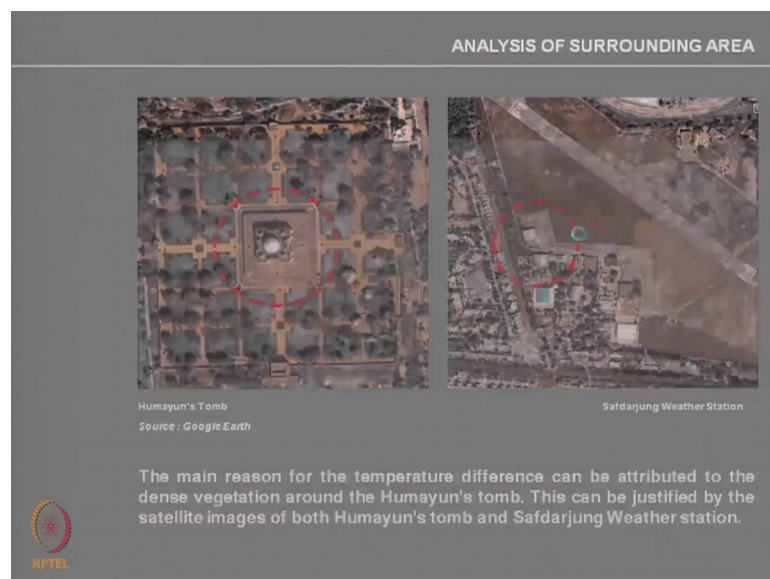 ANALYSIS OF SURROUNDING AREA
Humayun's Tomb
Safdarjung Weather Station
Source : Google Earth
The main reason for the temperature difference can be attributed to the
dense vegetation around the Humayun's tomb. This can be justified by the
satellite images of both Humayun's tomb and Safdarjung Weather station.
NPTEL